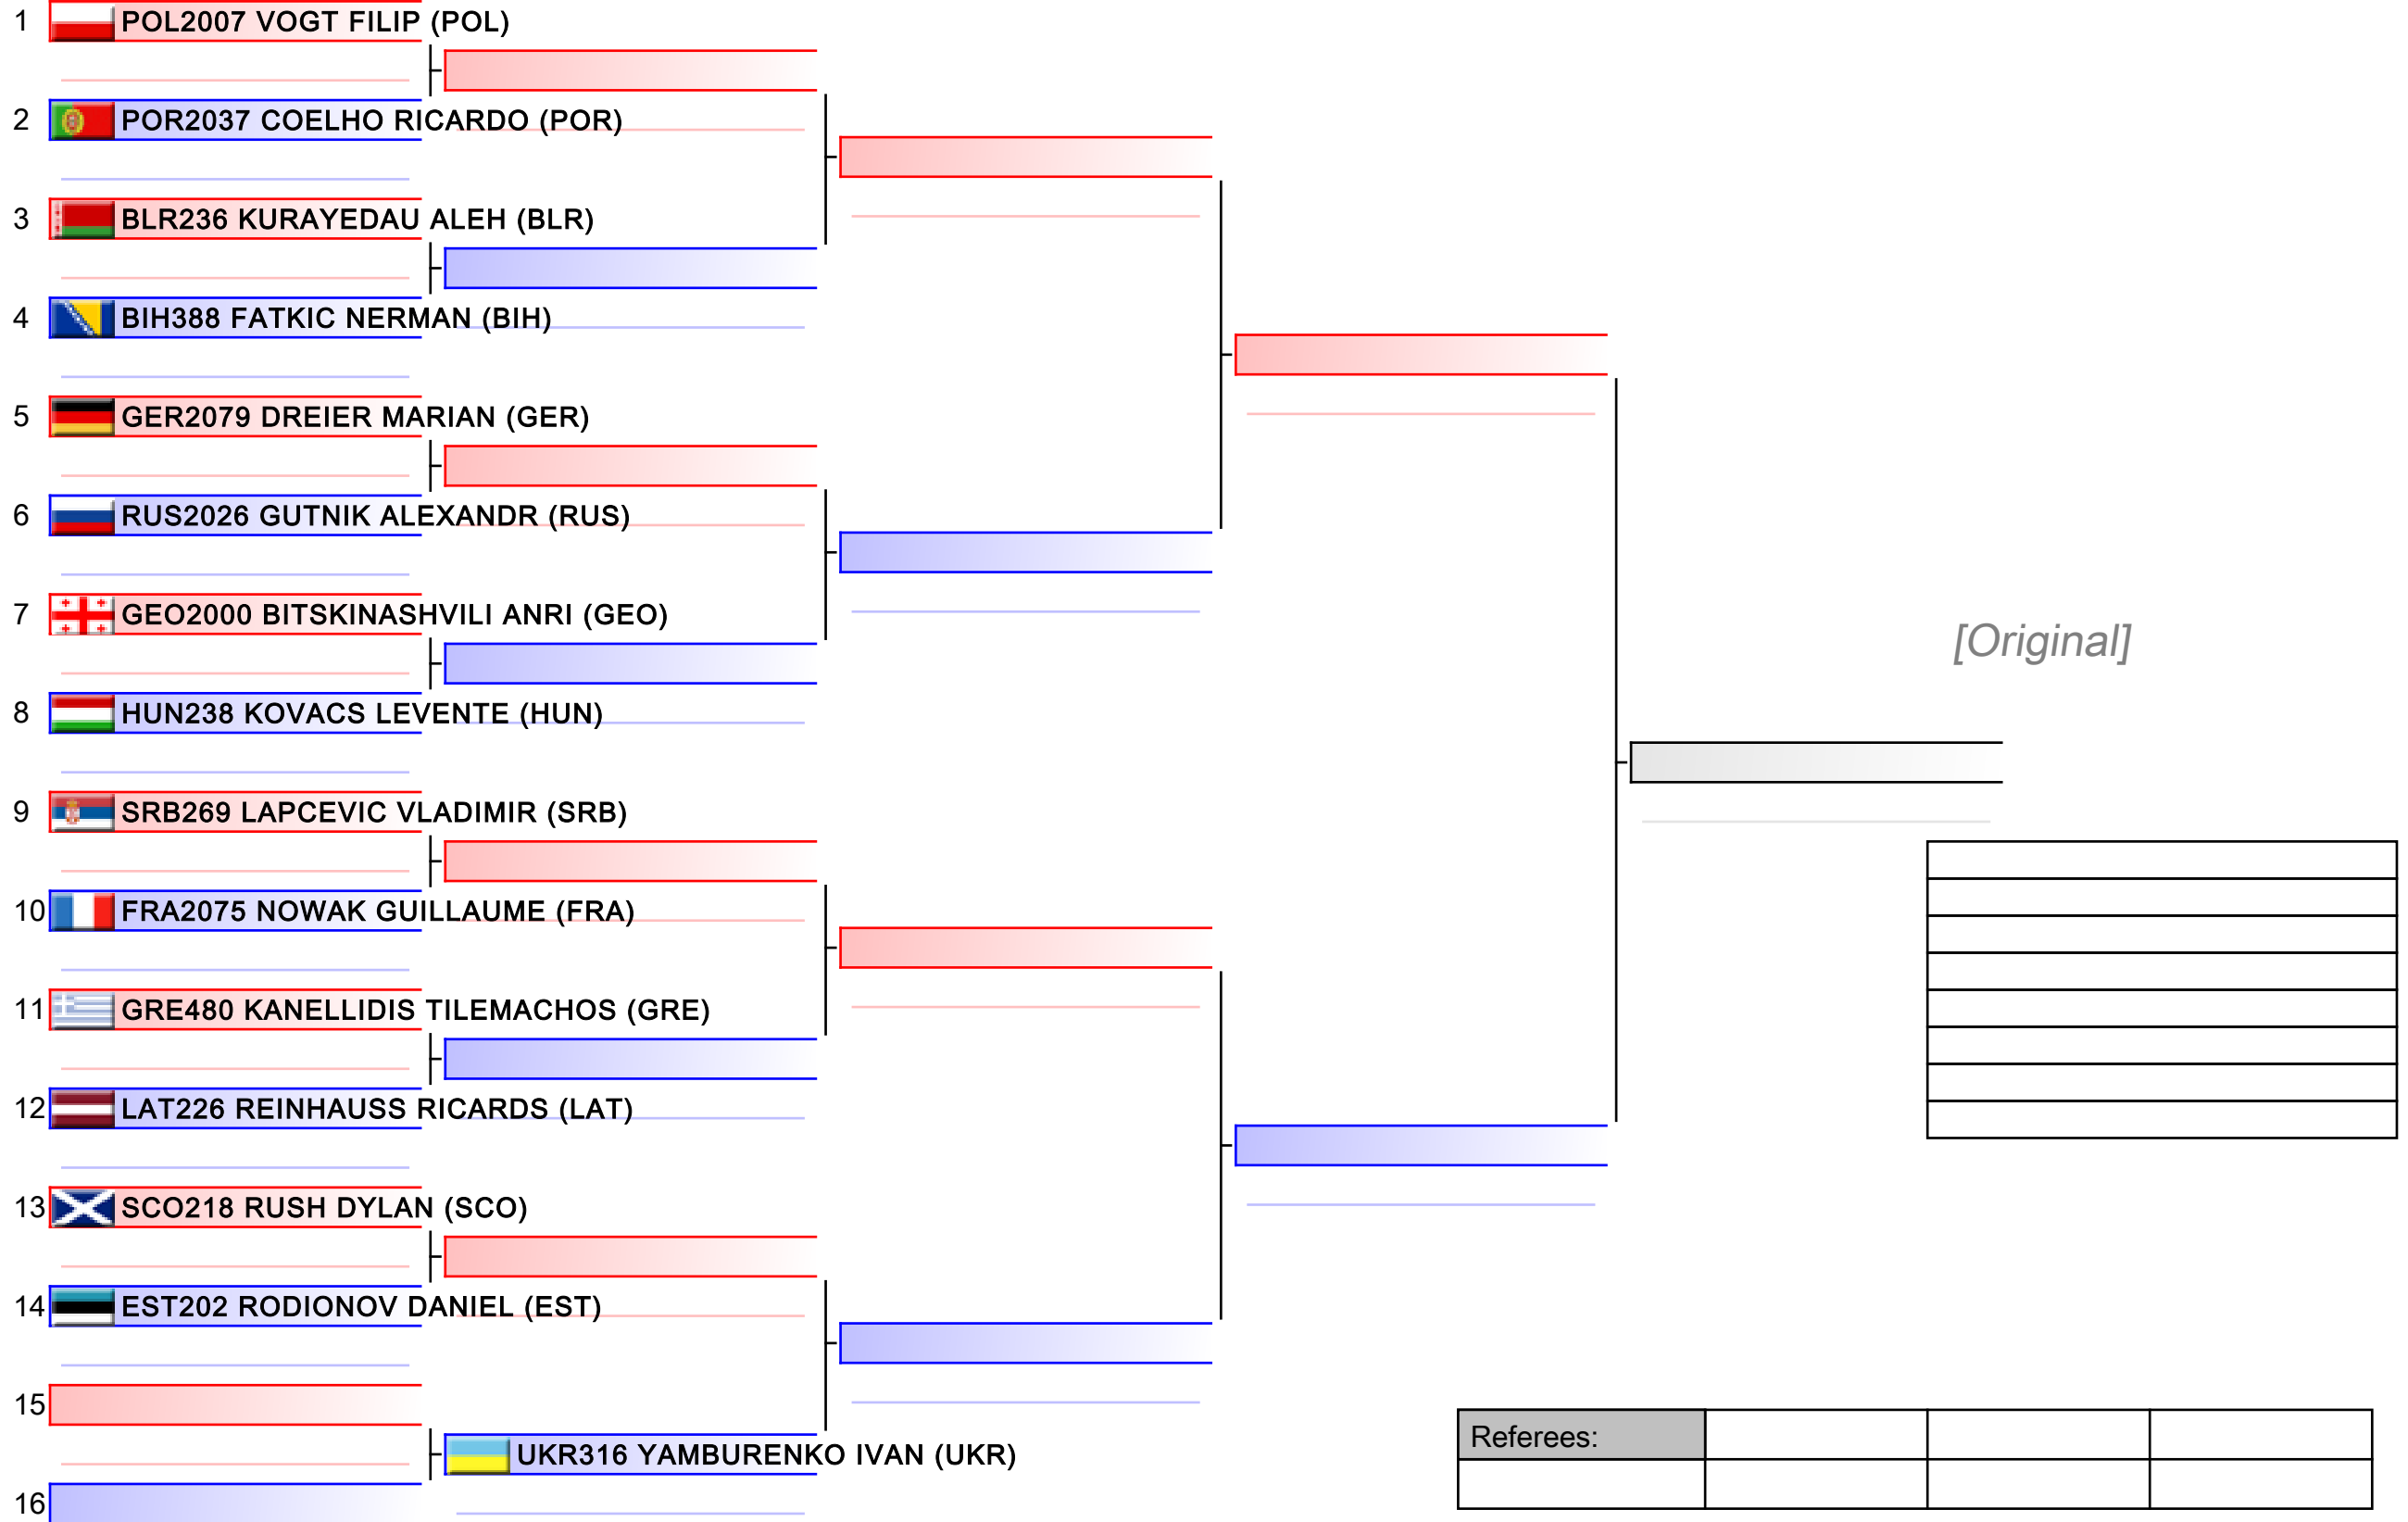 1 POL2007 VOGT FILIP (POL)
2 POR2037 COELHO RICARDO (POR)
3 BLR236 KURAYEDAU ALEH (BLR)
4 BIH388 FATKIC NERMAN (BIH)
5 GER2079 DREIER MARIAN (GER)
6 RUS2026 GUTNIK ALEXANDR (RUS)
7 GEO2000 BITSKINASHVILI ANRI (GEO)
[Original]
8 HUN238 KOVACS LEVENTE (HUN)
9 SRB269 LAPCEVIC VLADIMIR (SRB)
10 FRA2075 NOWAK GUILLAUME (FRA)
11 GRE480 KANELLIDIS TILEMACHOS (GRE)
12 LAT226 REINHAUSS RICARDS (LAT)
13 SCO218 RUSH DYLAN (SCO)
14 EST202 RODIONOV DANIEL (EST)
15
Referees:
UKR316 YAMBURENKO IVAN (UKR)
16